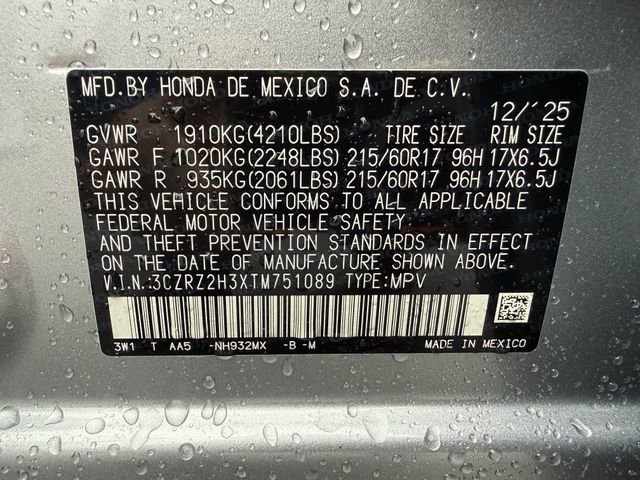 MFD.BY HONDA DE MEXICO S.A. DE C.V.
12/'25
GVWR 1910KG(4210LBS) TIRE SIZE RIM SIZE
GAWR F 1020KG(2248LBS) 215/60R17 96H 17X6.5J
GAWR R 935KG(2061LBS) 215/60R17 96H 17X6.5J
THIS VEHICLE CONFORMS TO ALL APPLICABLE
FEDERAL MOTOR VEHICLE SAFETY.
AND THEFT PREVENTION STANDARDS IN EFFECT
ON THE DATE OF MANUFACTURE SHOWN ABOVE.
V.I.N.:3CZRZ2H3XTM751089 TYPE:MPV
3W1 T AA5 -NH932MX -B -M MADE IN MEXICO